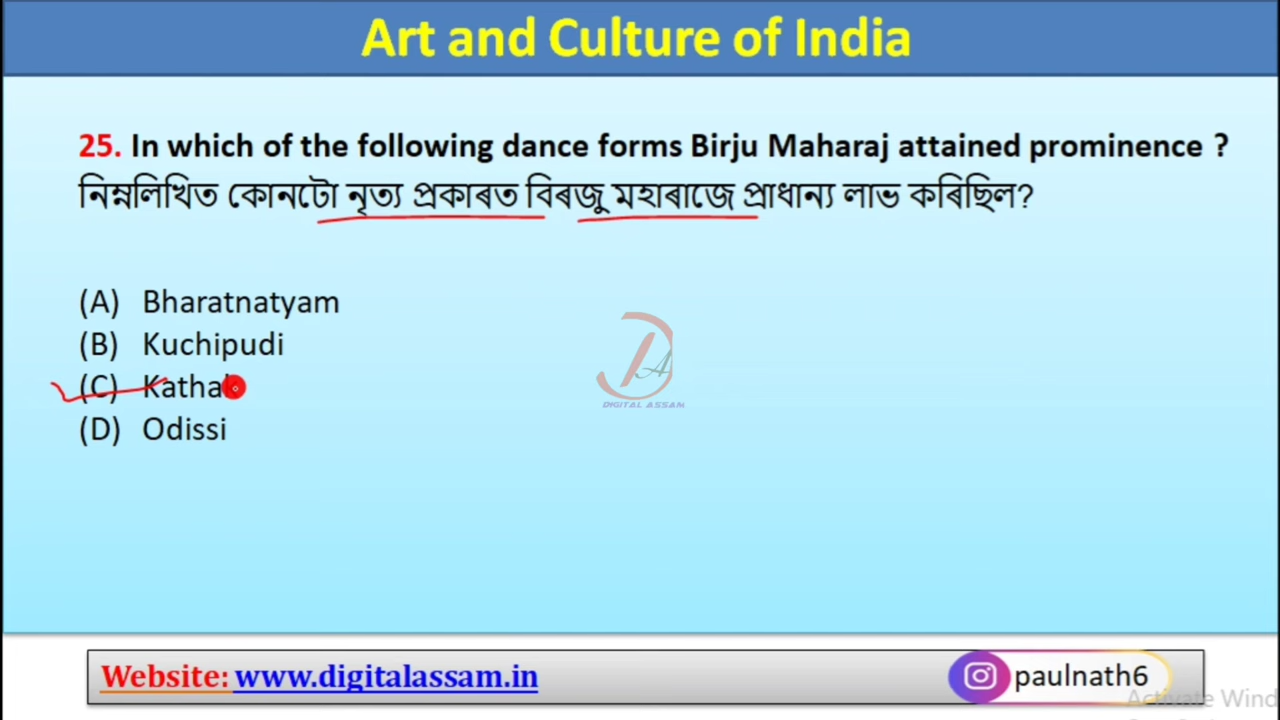 Art and Culture of India
25. In which of the following dance forms Birju Maharaj attained prominence ?
নিম্নলিখিত কোনটো নৃত্য প্ৰকাৰত বিৰজু মহাৰাজে প্ৰাধান্য লাভ কৰিছিল?
(A) Bharatnatyam
(B) Kuchipudi
(C) Kathak
(D) Odissi
DIGITAL ASSAM
Website: www.digitalassam.in
paulnath6
Activate Wind